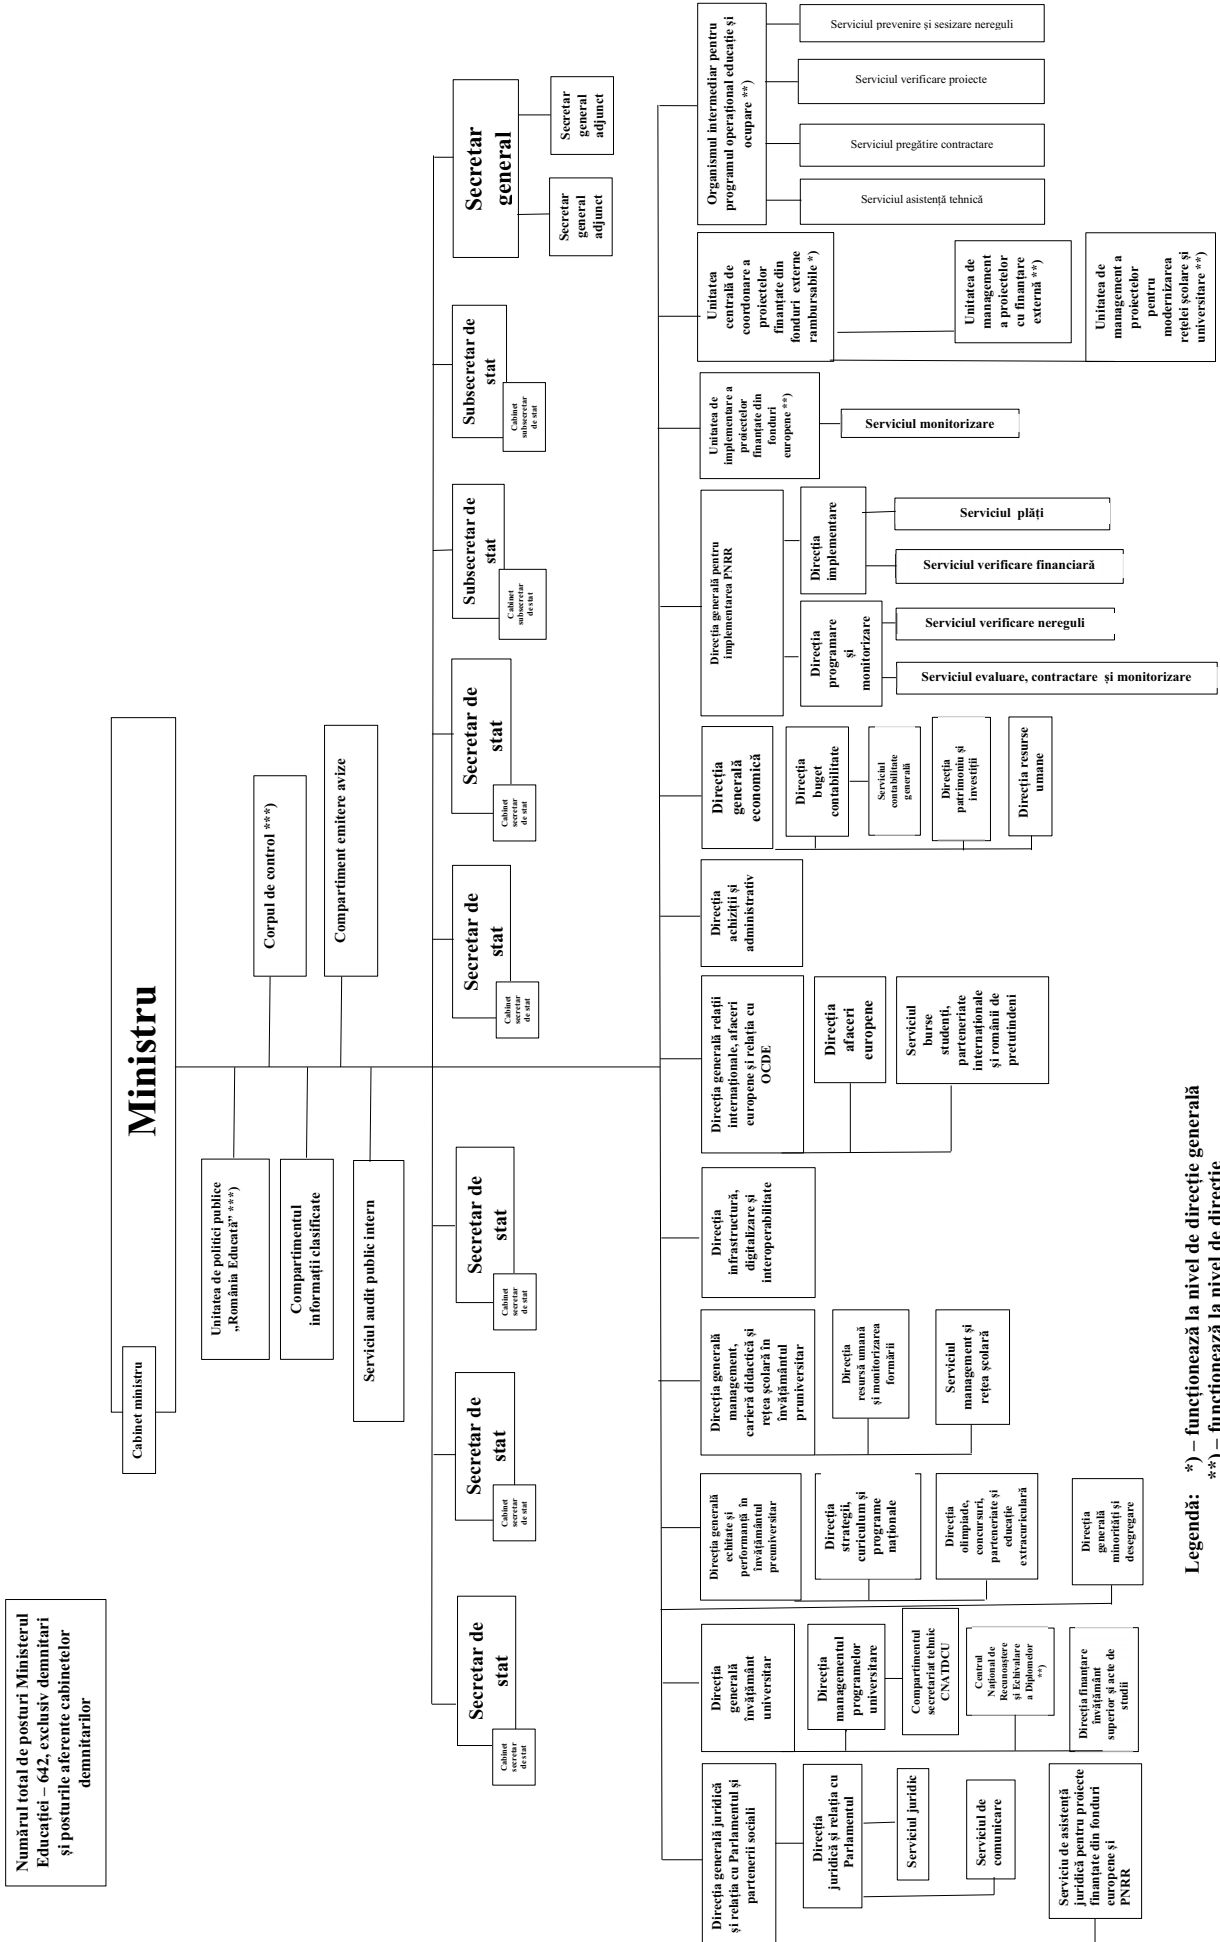 Numărul total de posturi Ministerul
Educației – 642, exclusiv demnitari
și posturile aferente cabinetelor
demnitarilor
Ministru
Cabinet ministru
Unitatea de politici publice
„România Educată” ***)
Corpul de control ***)
Compartimentul
informații clasificate
Compartiment emitere avize
Serviciul audit public intern
Secretar de
stat
Cabinet
secretar
de stat
Secretar de
stat
Cabinet
secretar
de stat
Secretar de
stat
Cabinet
secretar
de stat
Secretar de
stat
Cabinet
secretar
de stat
Secretar de
stat
Cabinet
secretar
de stat
Subsecretar de
stat
Cabinet
subsecretar
de stat
Subsecretar de
stat
Cabinet
subsecretar
de stat
Secretar
general
Secretar
general
adjunct
Secretar
general
adjunct
Direcția generală juridică
și relația cu Parlamentul și
partenerii sociali
Direcția
juridică și relația cu
Parlamentul
Serviciul juridic
Serviciul de
comunicare
Serviciu de asistență
juridică pentru proiecte
finanțate din fonduri
europene și
PNRR
Direcția
generală
învățământ
universitar
Direcția
managementul
programelor
universitare
Compartimentul
secretariat tehnic
CNATDCU
Centrul
Național de
Recunoaștere
și Echivalare
a Diplomelor
**)
Direcția finanțare
învățământ
superior și acte de
studii
Direcția generală
echitate și
performanță în
învățământul
preuniversitar
Direcția
strategii,
curiculum și
programe
naționale
Direcția
olimpiade,
concursuri,
parteneriate și
educație
extracuriculară
Direcția
generală
minorități și
desegregare
Direcția generală
management,
carieră didactică și
rețea școlară în
învățământul
pruniversitar
Direcția
resursă umană
și monitorizarea
formării
Serviciul
management și
rețea școlară
Direcția
infrastructură,
digitalizare și
interoperabilitate
Direcția generală relații
internaționale, afaceri
europene și relația cu
OCDE
Direcția
afaceri
europene
Serviciul
burse
studenți,
parteneriate
internaționale
și românii de
pretutindeni
Direcția
achiziții și
administrativ
Direcția
generală
economică
Direcția
buget
contabilitate
Serviciul
contabilitate
generală
Direcția
patrimoniu și
investiții
Direcția resurse
umane
Direcția generală pentru
implementarea PNRR
Direcția
programare
și
monitorizare
Direcția
implementare
Serviciul evaluare, contractare și monitorizare
Serviciul verificare nereguli
Serviciul verificare financiară
Serviciul plăți
Unitatea de
implementare a
proiectelor
finanțate din
fonduri
europene **)
Serviciul monitorizare
Unitatea
centrală de
coordonare a
proiectelor
finanțate din
fonduri externe
rambursabile *)
Unitatea de
management
a proiectelor
cu finanțare
externă **)
Unitatea de
management a
proiectelor
pentru
modernizarea
rețelei școlare și
universitare **)
Organismul intermediar pentru
programul operațional educație și
ocupare **)
Serviciul asistență tehnică
Serviciul pregătire contractare
Serviciul verificare proiecte
Serviciul prevenire și sesizare nereguli
Legendă: *) – funcționează la nivel de direcție generală
**) – funcționează la nivel de direcție